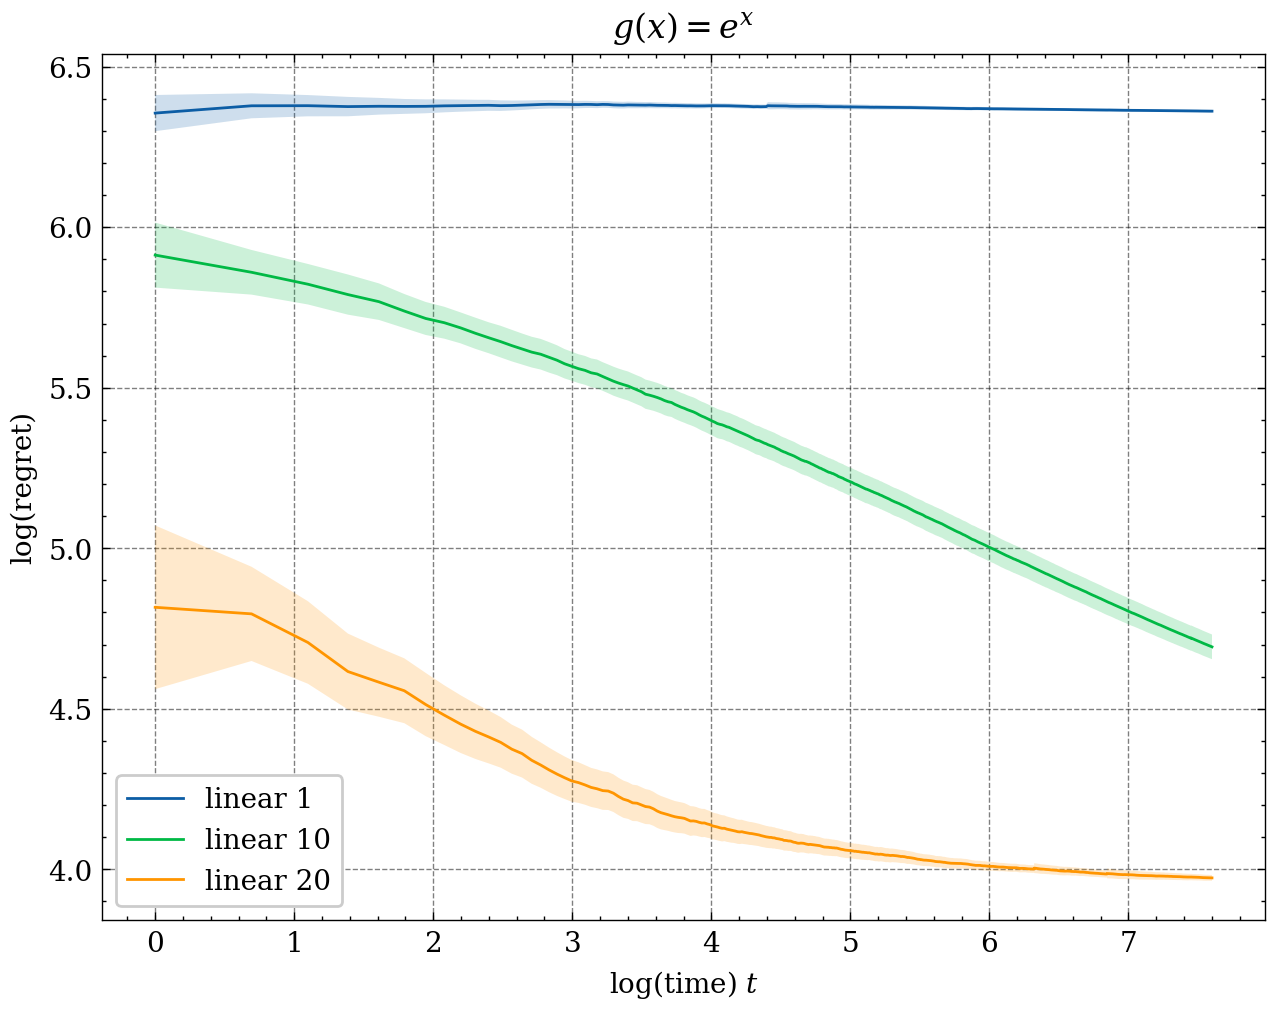 g(x) = e^x
6.5
6.0
5.5
5.0
4.5
4.0
log(regret)
linear 1
linear 10
linear 20
0 1 2 3 4 5 6 7
log(time) t